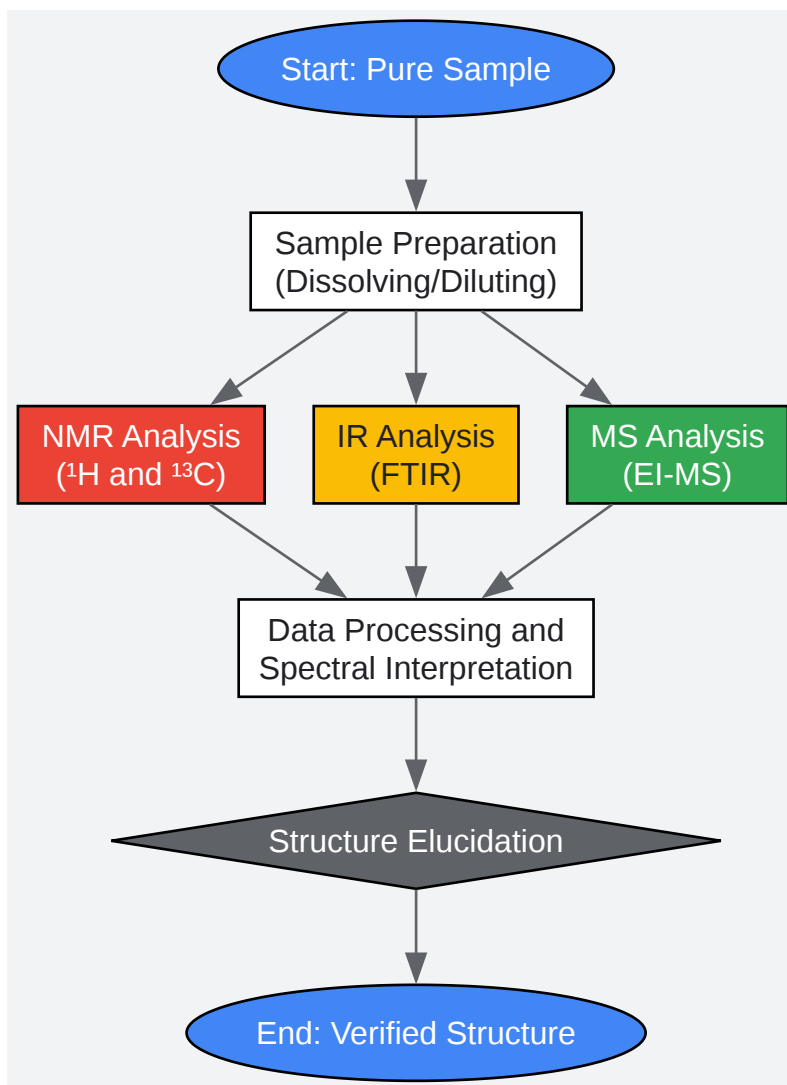 Start: Pure Sample
Sample Preparation
(Dissolving/Diluting)
NMR Analysis
(¹H and ¹³C)
IR Analysis
(FTIR)
MS Analysis
(EI-MS)
Data Processing and
Spectral Interpretation
Structure Elucidation
End: Verified Structure